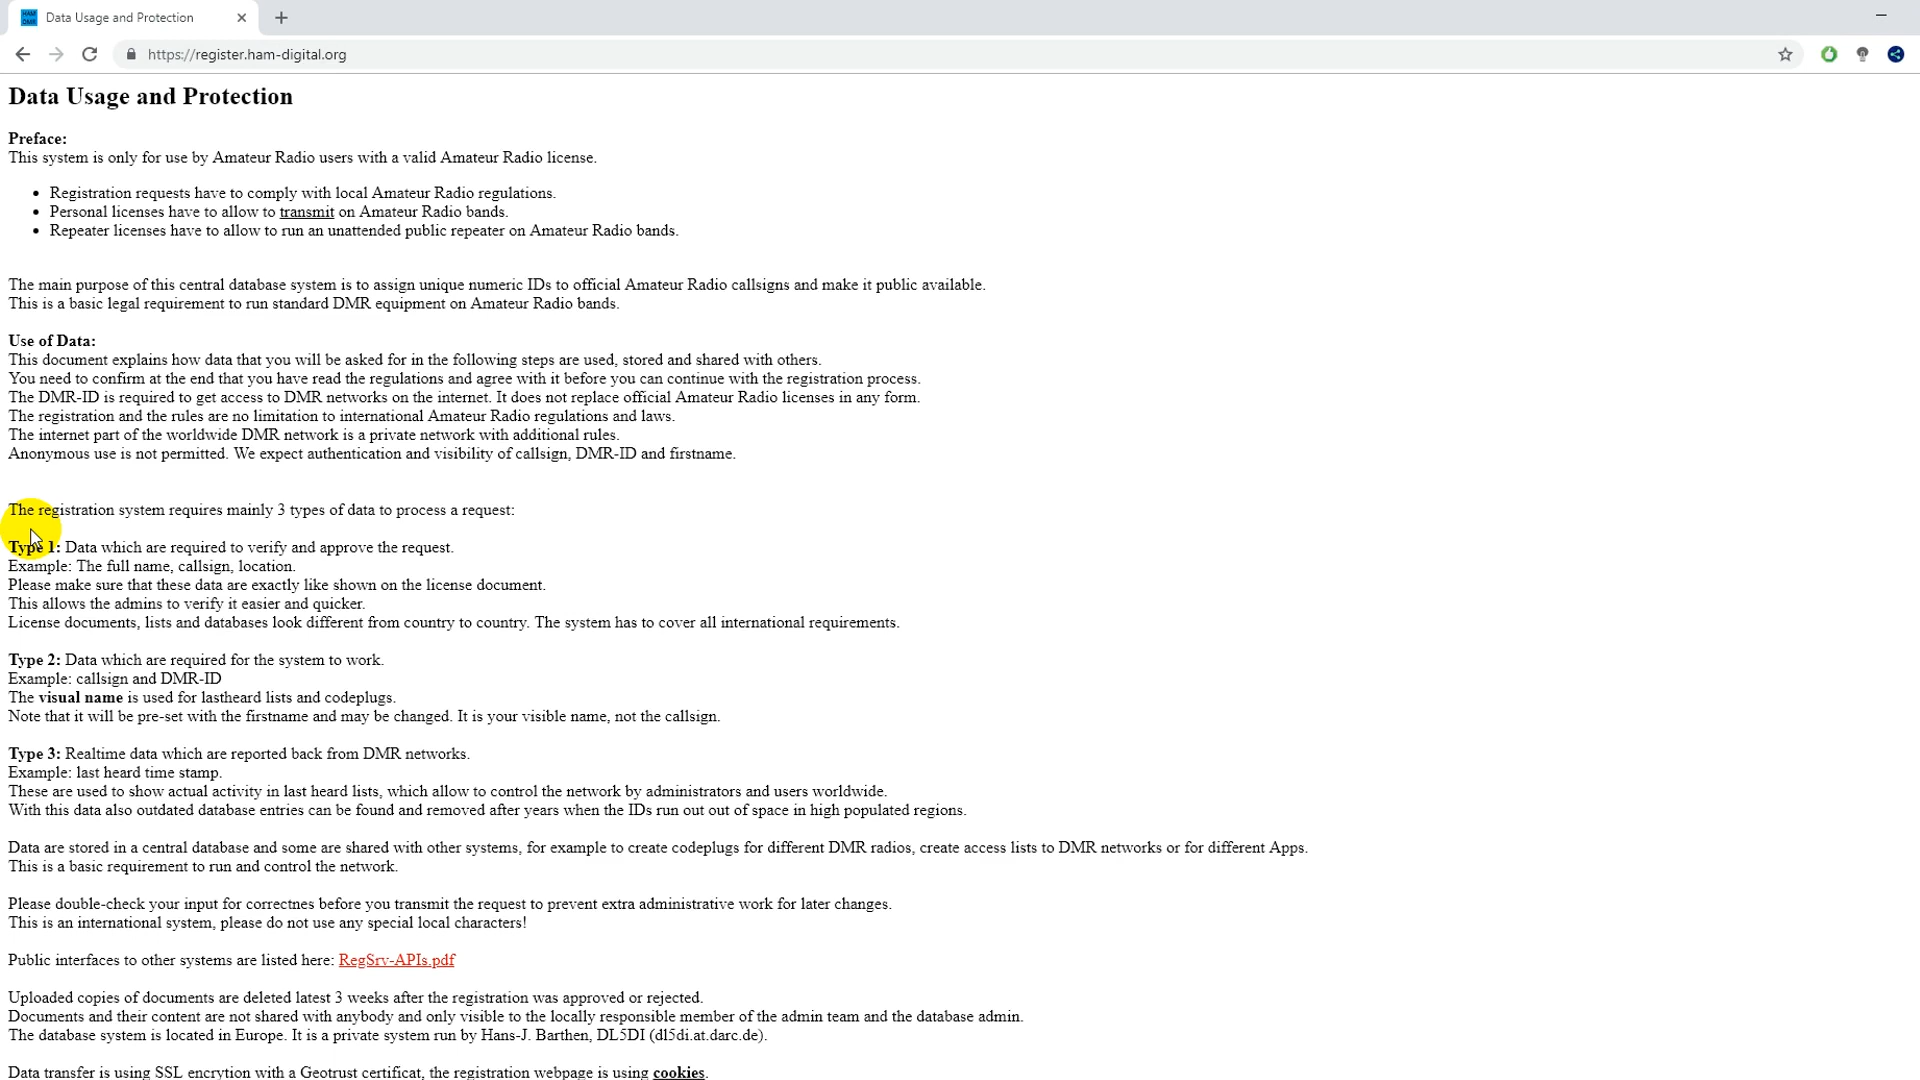 Data Usage and Protection
https://register.ham-digital.org
Data Usage and Protection
Preface:
This system is only for use by Amateur Radio users with a valid Amateur Radio license.
Registration requests have to comply with local Amateur Radio regulations.
Personal licenses have to allow to transmit on Amateur Radio bands.
Repeater licenses have to allow to run an unattended public repeater on Amateur Radio bands.
The main purpose of this central database system is to assign unique numeric IDs to official Amateur Radio callsigns and make it public available.
This is a basic legal requirement to run standard DMR equipment on Amateur Radio bands.
Use of Data:
This document explains how data that you will be asked for in the following steps are used, stored and shared with others.
You need to confirm at the end that you have read the regulations and agree with it before you can continue with the registration process.
The DMR-ID is required to get access to DMR networks on the internet. It does not replace official Amateur Radio licenses in any form.
The registration and the rules are no limitation to international Amateur Radio regulations and laws.
The internet part of the worldwide DMR network is a private network with additional rules.
Anonymous use is not permitted. We expect authentication and visibility of callsign, DMR-ID and firstname.
The registration system requires mainly 3 types of data to process a request:
Type 1: Data which are required to verify and approve the request.
Example: The full name, callsign, location.
Please make sure that these data are exactly like shown on the license document.
This allows the admins to verify it easier and quicker.
License documents, lists and databases look different from country to country. The system has to cover all international requirements.
Type 2: Data which are required for the system to work.
Example: callsign and DMR-ID
The visual name is used for lastheard lists and codeplugs.
Note that it will be pre-set with the firstname and may be changed. It is your visible name, not the callsign.
Type 3: Realtime data which are reported back from DMR networks.
Example: last heard time stamp.
These are used to show actual activity in last heard lists, which allow to control the network by administrators and users worldwide.
With this data also outdated database entries can be found and removed after years when the IDs run out out of space in high populated regions.
Data are stored in a central database and some are shared with other systems, for example to create codeplugs for different DMR radios, create access lists to DMR networks or for different Apps.
This is a basic requirement to run and control the network.
Please double-check your input for correctnes before you transmit the request to prevent extra administrative work for later changes.
This is an international system, please do not use any special local characters!
Public interfaces to other systems are listed here: RegSrv-APIs.pdf
Uploaded copies of documents are deleted latest 3 weeks after the registration was approved or rejected.
Documents and their content are not shared with anybody and only visible to the locally responsible member of the admin team and the database admin.
The database system is located in Europe. It is a private system run by Hans-J. Barthen, DL5DI (dl5di.at.darc.de).
Data transfer is using SSL encrytion with a Geotrust certificat, the registration webpage is using cookies.